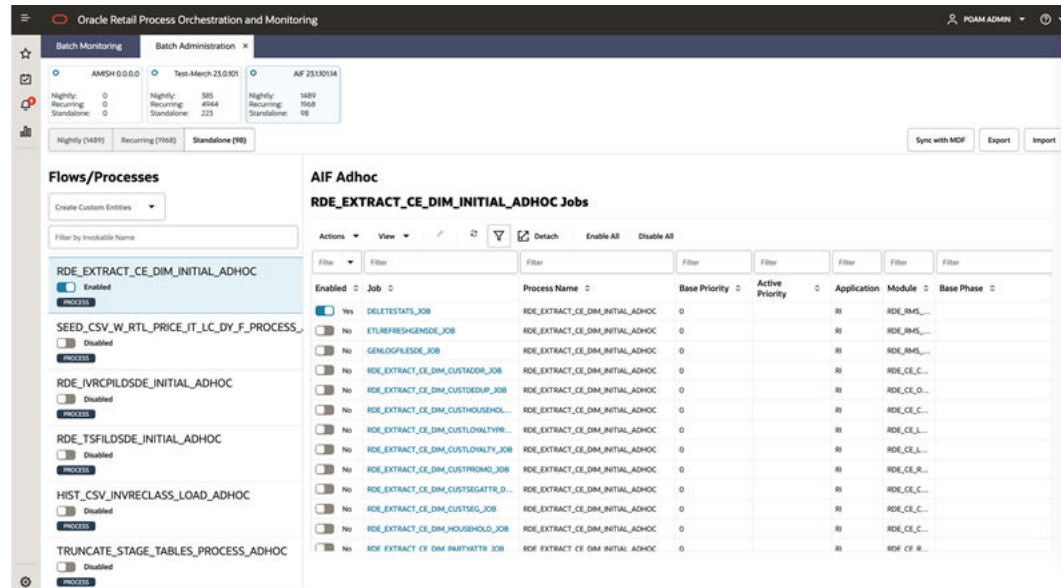 Oracle Retail Process Orchestration and Monitoring
POAM ADMIN
Batch Monitoring
Batch Administration ×
AMISH 0.0.0.0
Nightly: 0
Recurring: 0
Standalone: 0
Test-Merch 23.0.101
Nightly: 385
Recurring: 4944
Standalone: 223
AIF 23.1.101.14
Nightly: 1489
Recurring: 1968
Standalone: 98
Nightly (1489) Recurring (1968) Standalone (98)
Sync with MDF Export Import
Flows/Processes
Create Custom Entities
Filter by Invokable Name
RDE_EXTRACT_CE_DIM_INITIAL_ADHOC
Enabled
PROCESS
SEED_CSV_W_RTL_PRICE_IT_LC_DY_F_PROCESS_
Disabled
PROCESS
RDE_IVRCPILDSDE_INITIAL_ADHOC
Disabled
PROCESS
RDE_TSFILDSDE_INITIAL_ADHOC
Disabled
PROCESS
HIST_CSV_INVRECLASS_LOAD_ADHOC
Disabled
PROCESS
TRUNCATE_STAGE_TABLES_PROCESS_ADHOC
Disabled
PROCESS
AIF Adhoc
RDE_EXTRACT_CE_DIM_INITIAL_ADHOC Jobs
Actions View Detach Enable All Disable All
Filte Filter Filter Filter Filter Filter Filter Filter
Enabled Job Process Name Base Priority Active Priority Application Module Base Phase
Yes DELETESTATS_JOB RDE_EXTRACT_CE_DIM_INITIAL_ADHOC 0 RI RDE_RMS_...
No ETLREFRESHGENSDE_JOB RDE_EXTRACT_CE_DIM_INITIAL_ADHOC 0 RI RDE_RMS_...
No GENLOGFILESDE_JOB RDE_EXTRACT_CE_DIM_INITIAL_ADHOC 0 RI RDE_RMS_...
No RDE_EXTRACT_CE_DIM_CUSTADDR_JOB RDE_EXTRACT_CE_DIM_INITIAL_ADHOC 0 RI RDE_CE_C...
No RDE_EXTRACT_CE_DIM_CUSTDEDUP_JOB RDE_EXTRACT_CE_DIM_INITIAL_ADHOC 0 RI RDE_CE_O...
No RDE_EXTRACT_CE_DIM_CUSTHOUSEHOL... RDE_EXTRACT_CE_DIM_INITIAL_ADHOC 0 RI RDE_CE_C...
No RDE_EXTRACT_CE_DIM_CUSTLOYALTYPR... RDE_EXTRACT_CE_DIM_INITIAL_ADHOC 0 RI RDE_CE_L...
No RDE_EXTRACT_CE_DIM_CUSTLOYALTY_JOB RDE_EXTRACT_CE_DIM_INITIAL_ADHOC 0 RI RDE_CE_L...
No RDE_EXTRACT_CE_DIM_CUSTPROMO_JOB RDE_EXTRACT_CE_DIM_INITIAL_ADHOC 0 RI RDE_CE_R...
No RDE_EXTRACT_CE_DIM_CUSTSEGATTR_D... RDE_EXTRACT_CE_DIM_INITIAL_ADHOC 0 RI RDE_CE_C...
No RDE_EXTRACT_CE_DIM_CUSTSEG_JOB RDE_EXTRACT_CE_DIM_INITIAL_ADHOC 0 RI RDE_CE_C...
No RDE_EXTRACT_CE_DIM_HOUSEHOLD_JOB RDE_EXTRACT_CE_DIM_INITIAL_ADHOC 0 RI RDE_CE_C...
No RDE_EXTRACT_CE_DIM_PARTYATTR_JOB RDE_EXTRACT_CE_DIM_INITIAL_ADHOC 0 RI RDE_CE_R...